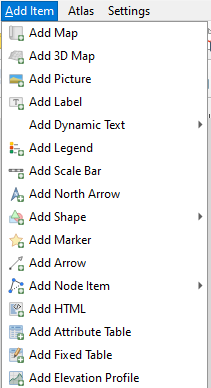 Add Item Atlas Settings
Add Map
Add 3D Map
Add Picture
Add Label
Add Dynamic Text
Add Legend
Add Scale Bar
Add North Arrow
Add Shape
Add Marker
Add Arrow
Add Node Item
Add HTML
Add Attribute Table
Add Fixed Table
Add Elevation Profile